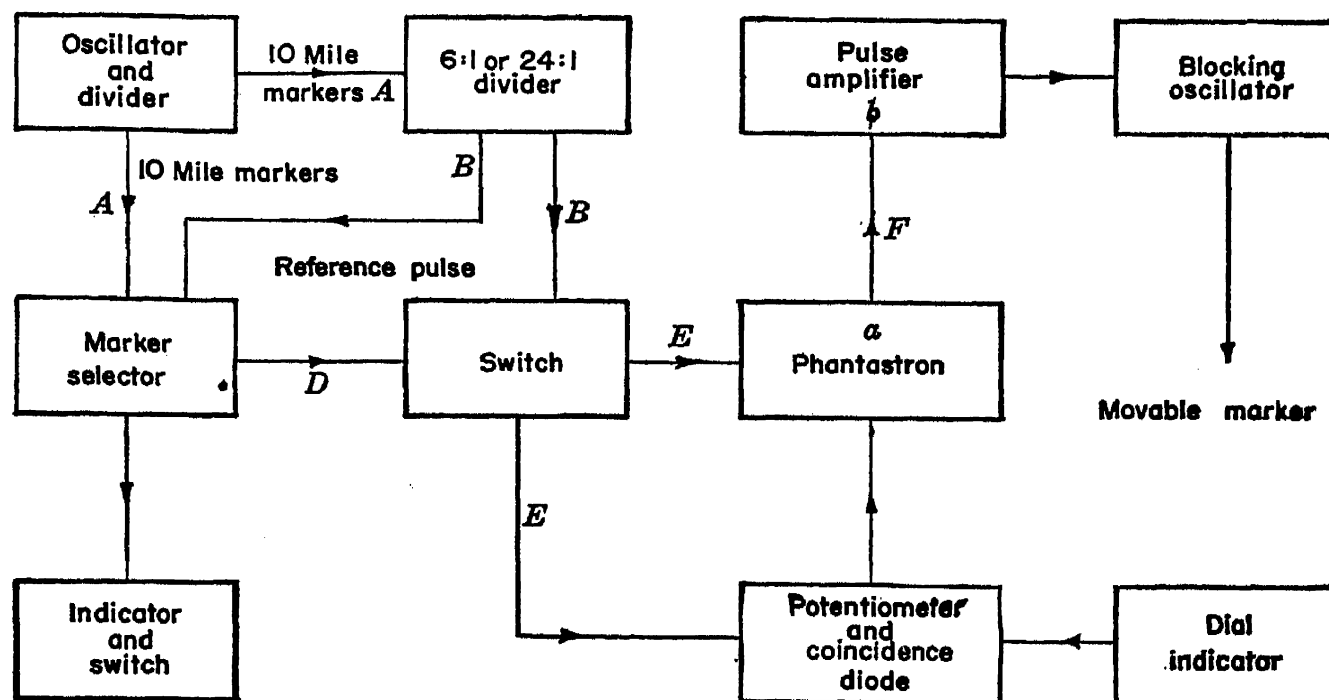 Oscillator
and
divider
10 Mile
markers A
6:1 or 24:1
divider
Pulse
amplifier
b
Blocking
oscillator
10 Mile markers
A
B
B
F
Reference pulse
Marker
selector
D
Switch
E
a
Phantastron
Movable marker
E
Indicator
and
switch
Potentiometer
and
coincidence
diode
Dial
indicator